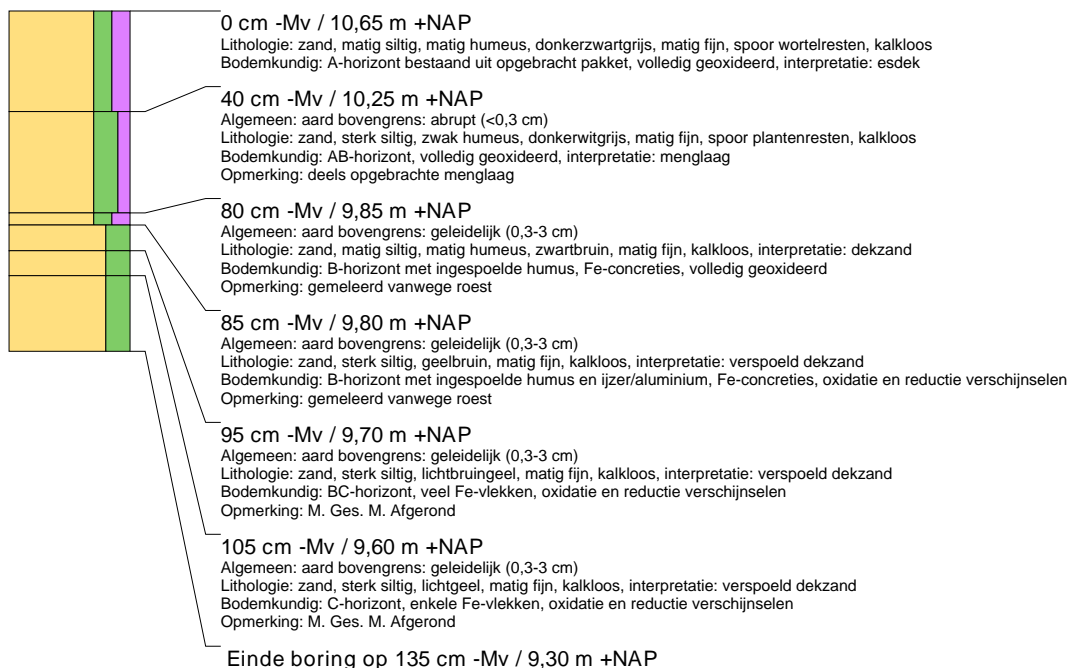 0 cm -Mv / 10,65 m +NAP
Lithologie: zand, matig siltig, matig humeus, donkerzwartgrijs, matig fijn, spoor wortelresten, kalkloos
Bodemkundig: A-horizont bestaand uit opgebracht pakket, volledig geoxideerd, interpretatie: esdek
40 cm -Mv / 10,25 m +NAP
Algemeen: aard bovengrens: abrupt (<0,3 cm)
Lithologie: zand, sterk siltig, zwak humeus, donkerwitgrijs, matig fijn, spoor plantenresten, kalkloos
Bodemkundig: AB-horizont, volledig geoxideerd, interpretatie: menglaag
Opmerking: deels opgebrachte menglaag
80 cm -Mv / 9,85 m +NAP
Algemeen: aard bovengrens: geleidelijk (0,3-3 cm)
Lithologie: zand, matig siltig, matig humeus, zwartbruin, matig fijn, kalkloos, interpretatie: dekzand
Bodemkundig: B-horizont met ingespoelde humus, Fe-concreties, volledig geoxideerd
Opmerking: gemeleerd vanwege roest
85 cm -Mv / 9,80 m +NAP
Algemeen: aard bovengrens: geleidelijk (0,3-3 cm)
Lithologie: zand, sterk siltig, geelbruin, matig fijn, kalkloos, interpretatie: verspoeld dekzand
Bodemkundig: B-horizont met ingespoelde humus en ijzer/aluminium, Fe-concreties, oxidatie en reductie verschijnselen
Opmerking: gemeleerd vanwege roest
95 cm -Mv / 9,70 m +NAP
Algemeen: aard bovengrens: geleidelijk (0,3-3 cm)
Lithologie: zand, sterk siltig, lichtbruingeel, matig fijn, kalkloos, interpretatie: verspoeld dekzand
Bodemkundig: BC-horizont, veel Fe-vlekken, oxidatie en reductie verschijnselen
Opmerking: M. Ges. M. Afgerond
105 cm -Mv / 9,60 m +NAP
Algemeen: aard bovengrens: geleidelijk (0,3-3 cm)
Lithologie: zand, sterk siltig, lichtgeel, matig fijn, kalkloos, interpretatie: verspoeld dekzand
Bodemkundig: C-horizont, enkele Fe-vlekken, oxidatie en reductie verschijnselen
Opmerking: M. Ges. M. Afgerond
Einde boring op 135 cm -Mv / 9,30 m +NAP